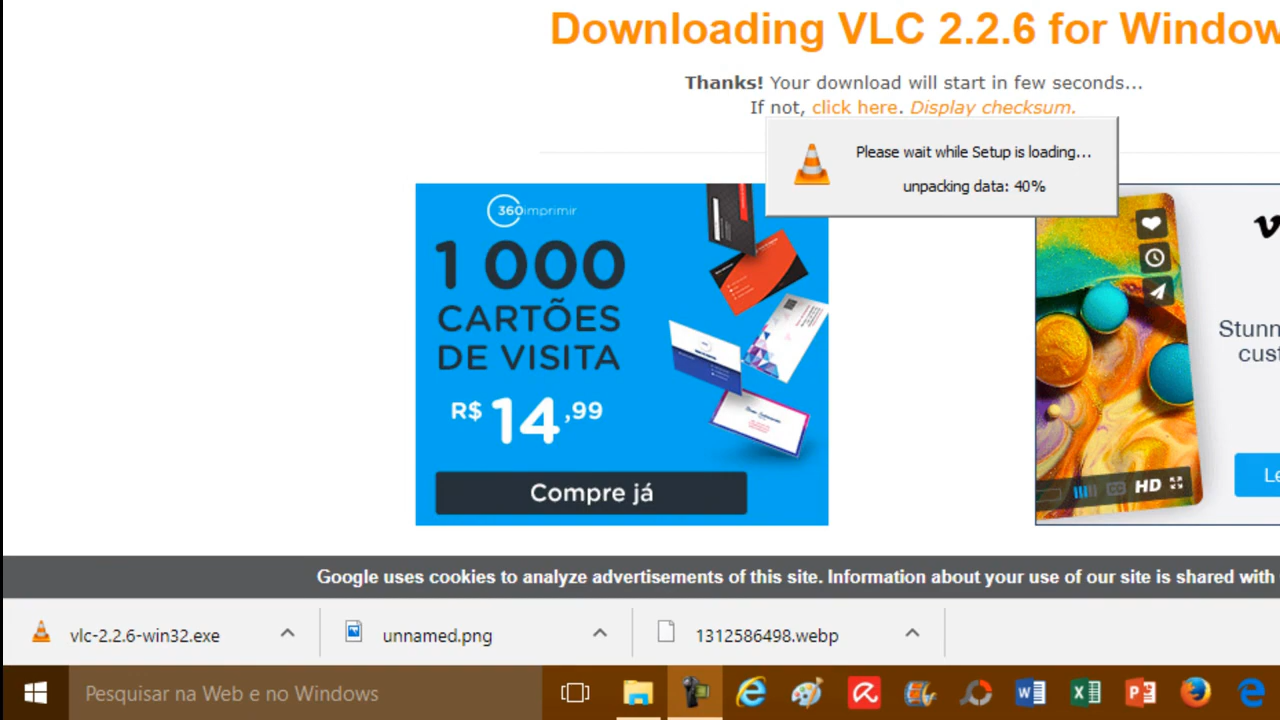 Downloading VLC 2.2.6 for Window
Thanks! Your download will start in few seconds...
If not, click here. Display checksum.
Please wait while Setup is loading...
unpacking data: 40%
360imprimir
1 000
CARTÕES
DE VISITA
R$ 14,99
Compre já
v
Stunn
cust
CC HD
Le
Google uses cookies to analyze advertisements of this site. Information about your use of our site is shared with
vlc-2.2.6-win32.exe
unnamed.png
1312586498.webp
Pesquisar na Web e no Windows